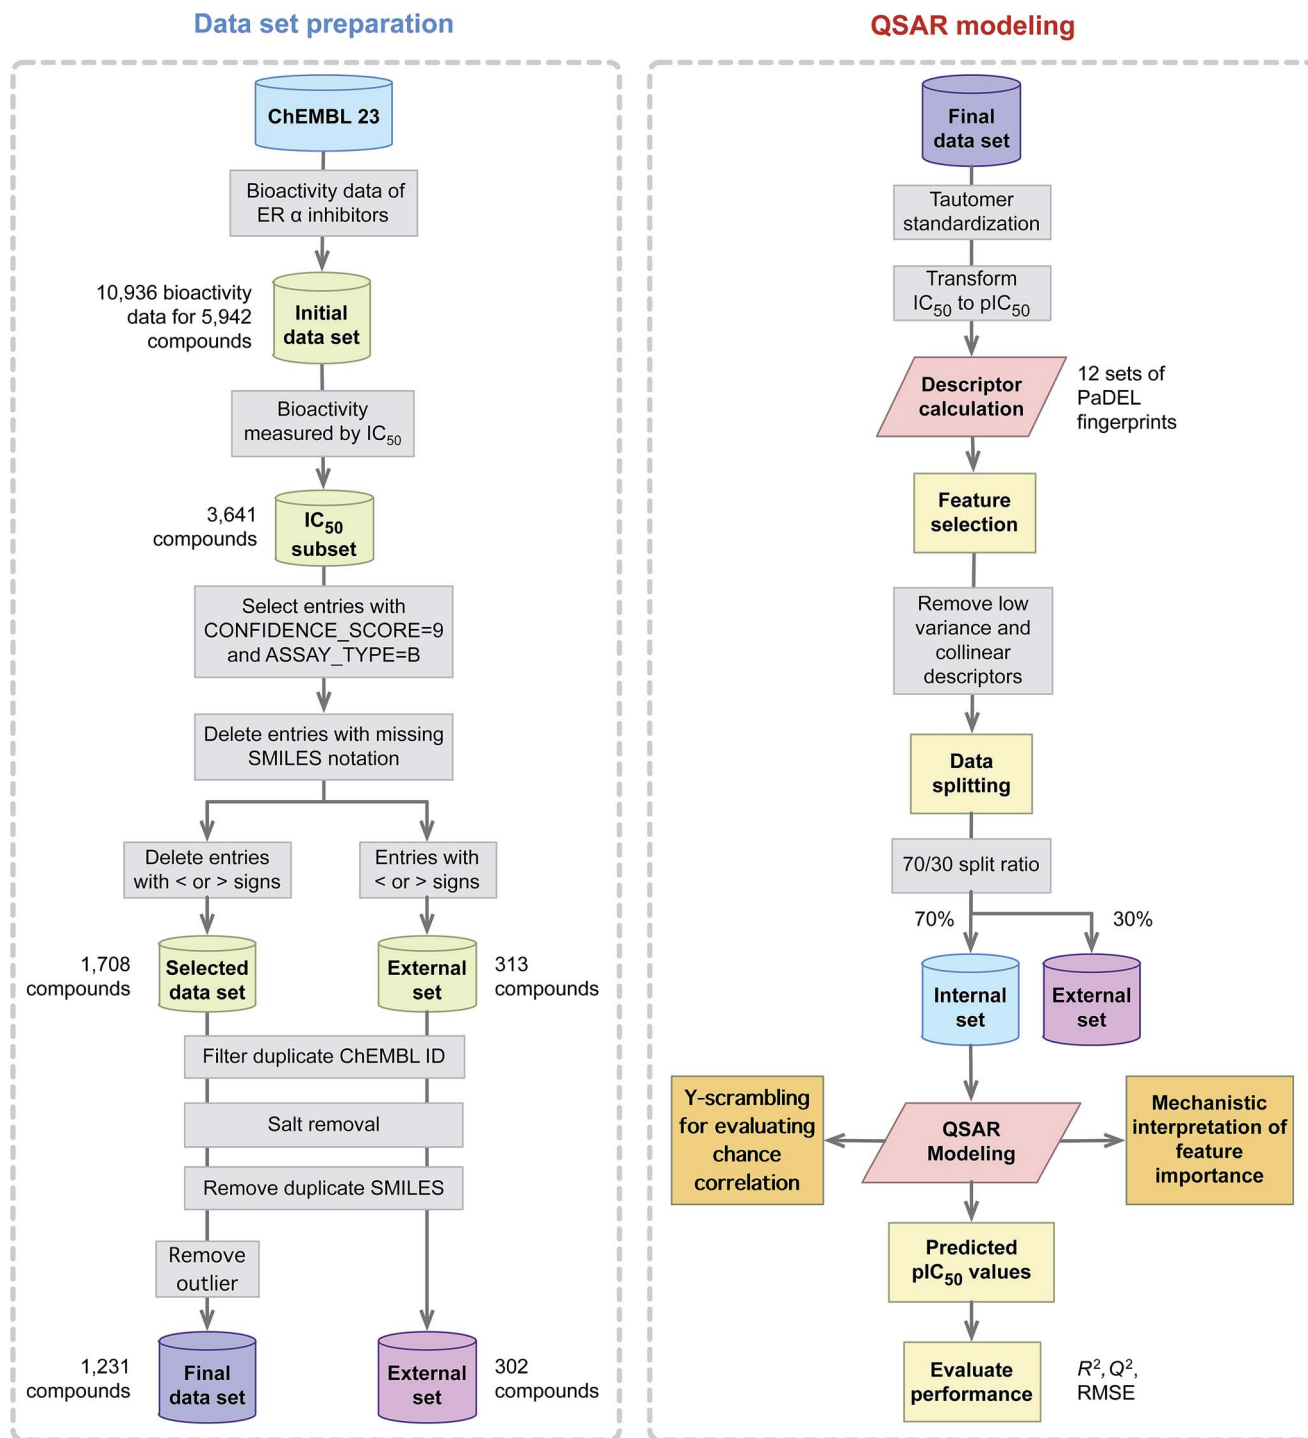 Data set preparation
ChEMBL 23
Bioactivity data of
ER α inhibitors
10,936 bioactivity
data for 5,942
compounds
Initial
data set
Bioactivity
measured by IC50
3,641
compounds
IC50
subset
Select entries with
CONFIDENCE_SCORE=9
and ASSAY_TYPE=B
Delete entries with missing
SMILES notation
Delete entries
with < or > signs
Entries with
< or > signs
1,708
compounds
Selected
data set
External
set
313
compounds
Filter duplicate ChEMBL ID
Salt removal
Remove duplicate SMILES
Remove
outlier
1,231
compounds
Final
data set
External
set
302
compounds
QSAR modeling
Final
data set
Tautomer
standardization
Transform
IC50 to pIC50
Descriptor
calculation
12 sets of
PaDEL
fingerprints
Feature
selection
Remove low
variance and
collinear
descriptors
Data
splitting
70/30 split ratio
70%
30%
Internal
set
External
set
Y-scrambling
for evaluating
chance
correlation
QSAR
Modeling
Mechanistic
interpretation of
feature
importance
Predicted
pIC50 values
Evaluate
performance
R², Q²,
RMSE